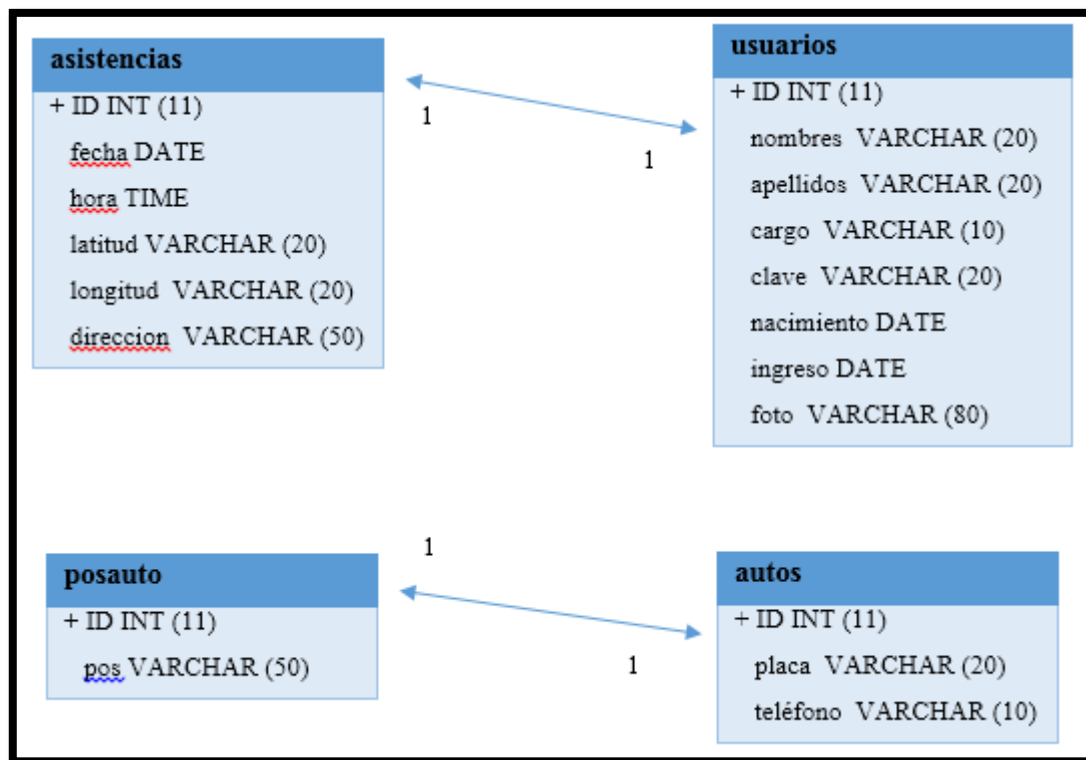 asistencias
+ ID INT (11)
fecha DATE
hora TIME
latitud VARCHAR (20)
longitud VARCHAR (20)
direccion VARCHAR (50)
1
1
usuarios
+ ID INT (11)
nombres VARCHAR (20)
apellidos VARCHAR (20)
cargo VARCHAR (10)
clave VARCHAR (20)
nacimiento DATE
ingreso DATE
foto VARCHAR (80)
posauto
+ ID INT (11)
pos VARCHAR (50)
1
1
autos
+ ID INT (11)
placa VARCHAR (20)
teléfono VARCHAR (10)